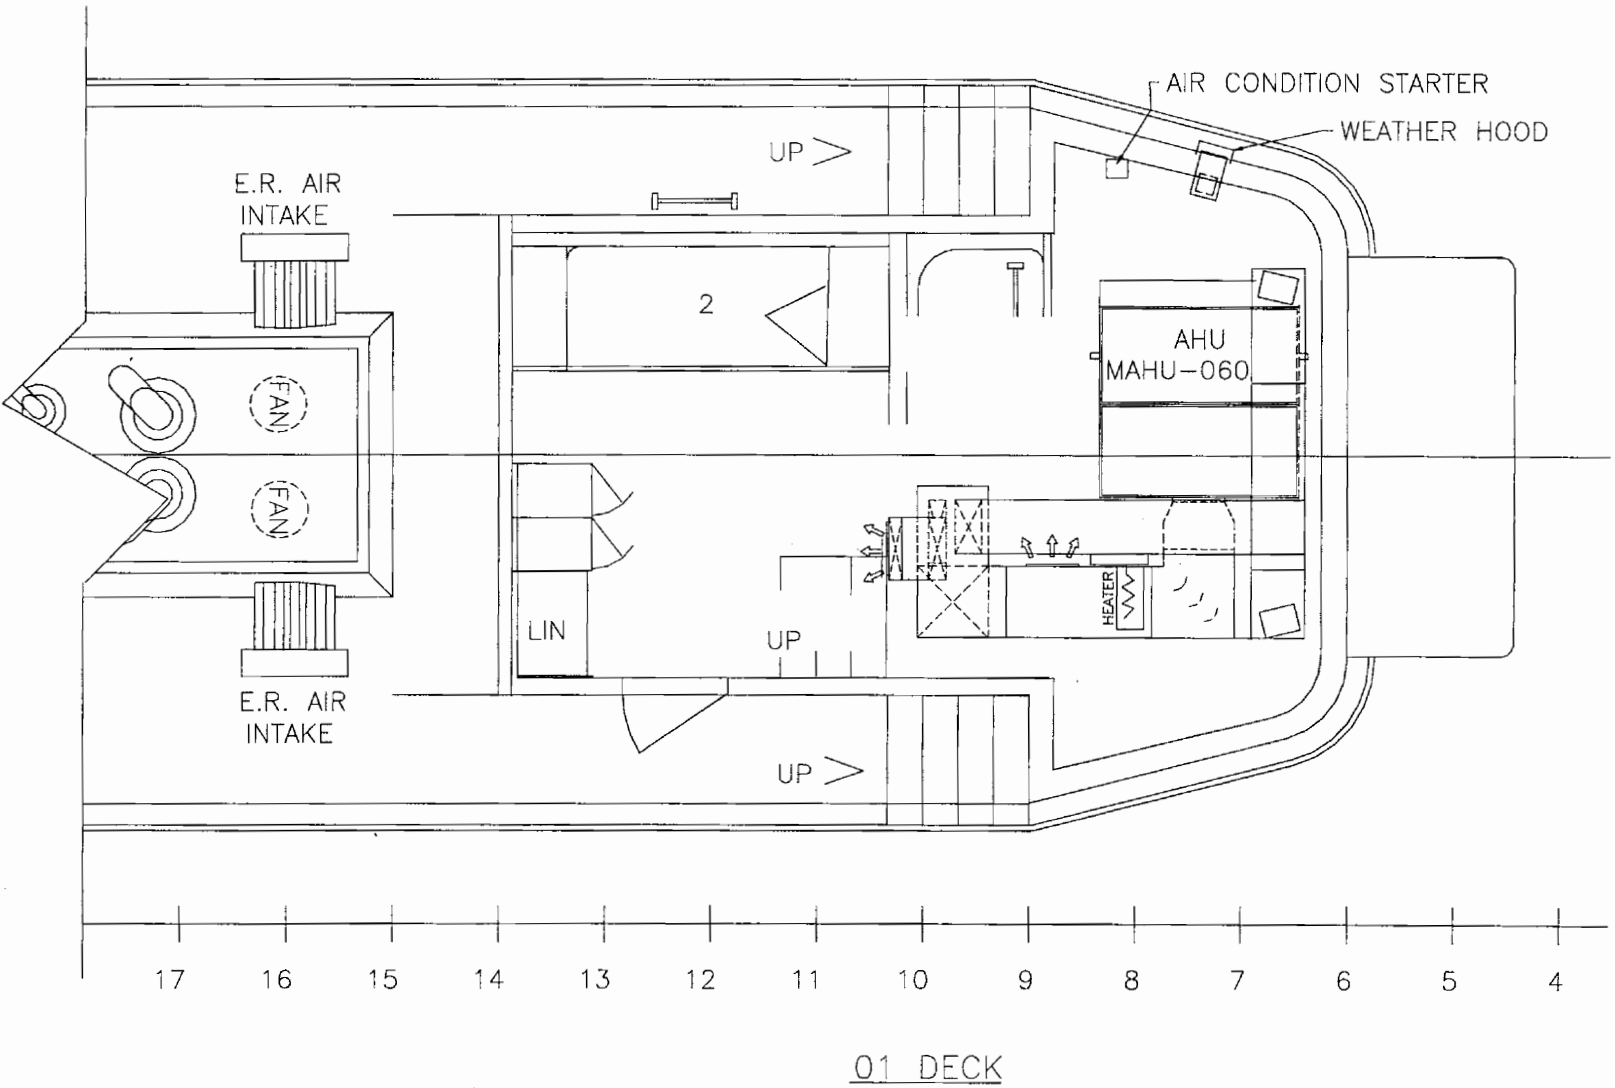 AIR CONDITION STARTER
WEATHER HOOD
UP
E.R. AIR
INTAKE
2
AHU
MAHU-060
FAN
FAN
HEATER
LIN
UP
E.R. AIR
INTAKE
UP
17 16 15 14 13 12 11 10 9 8 7 6 5 4
01 DECK